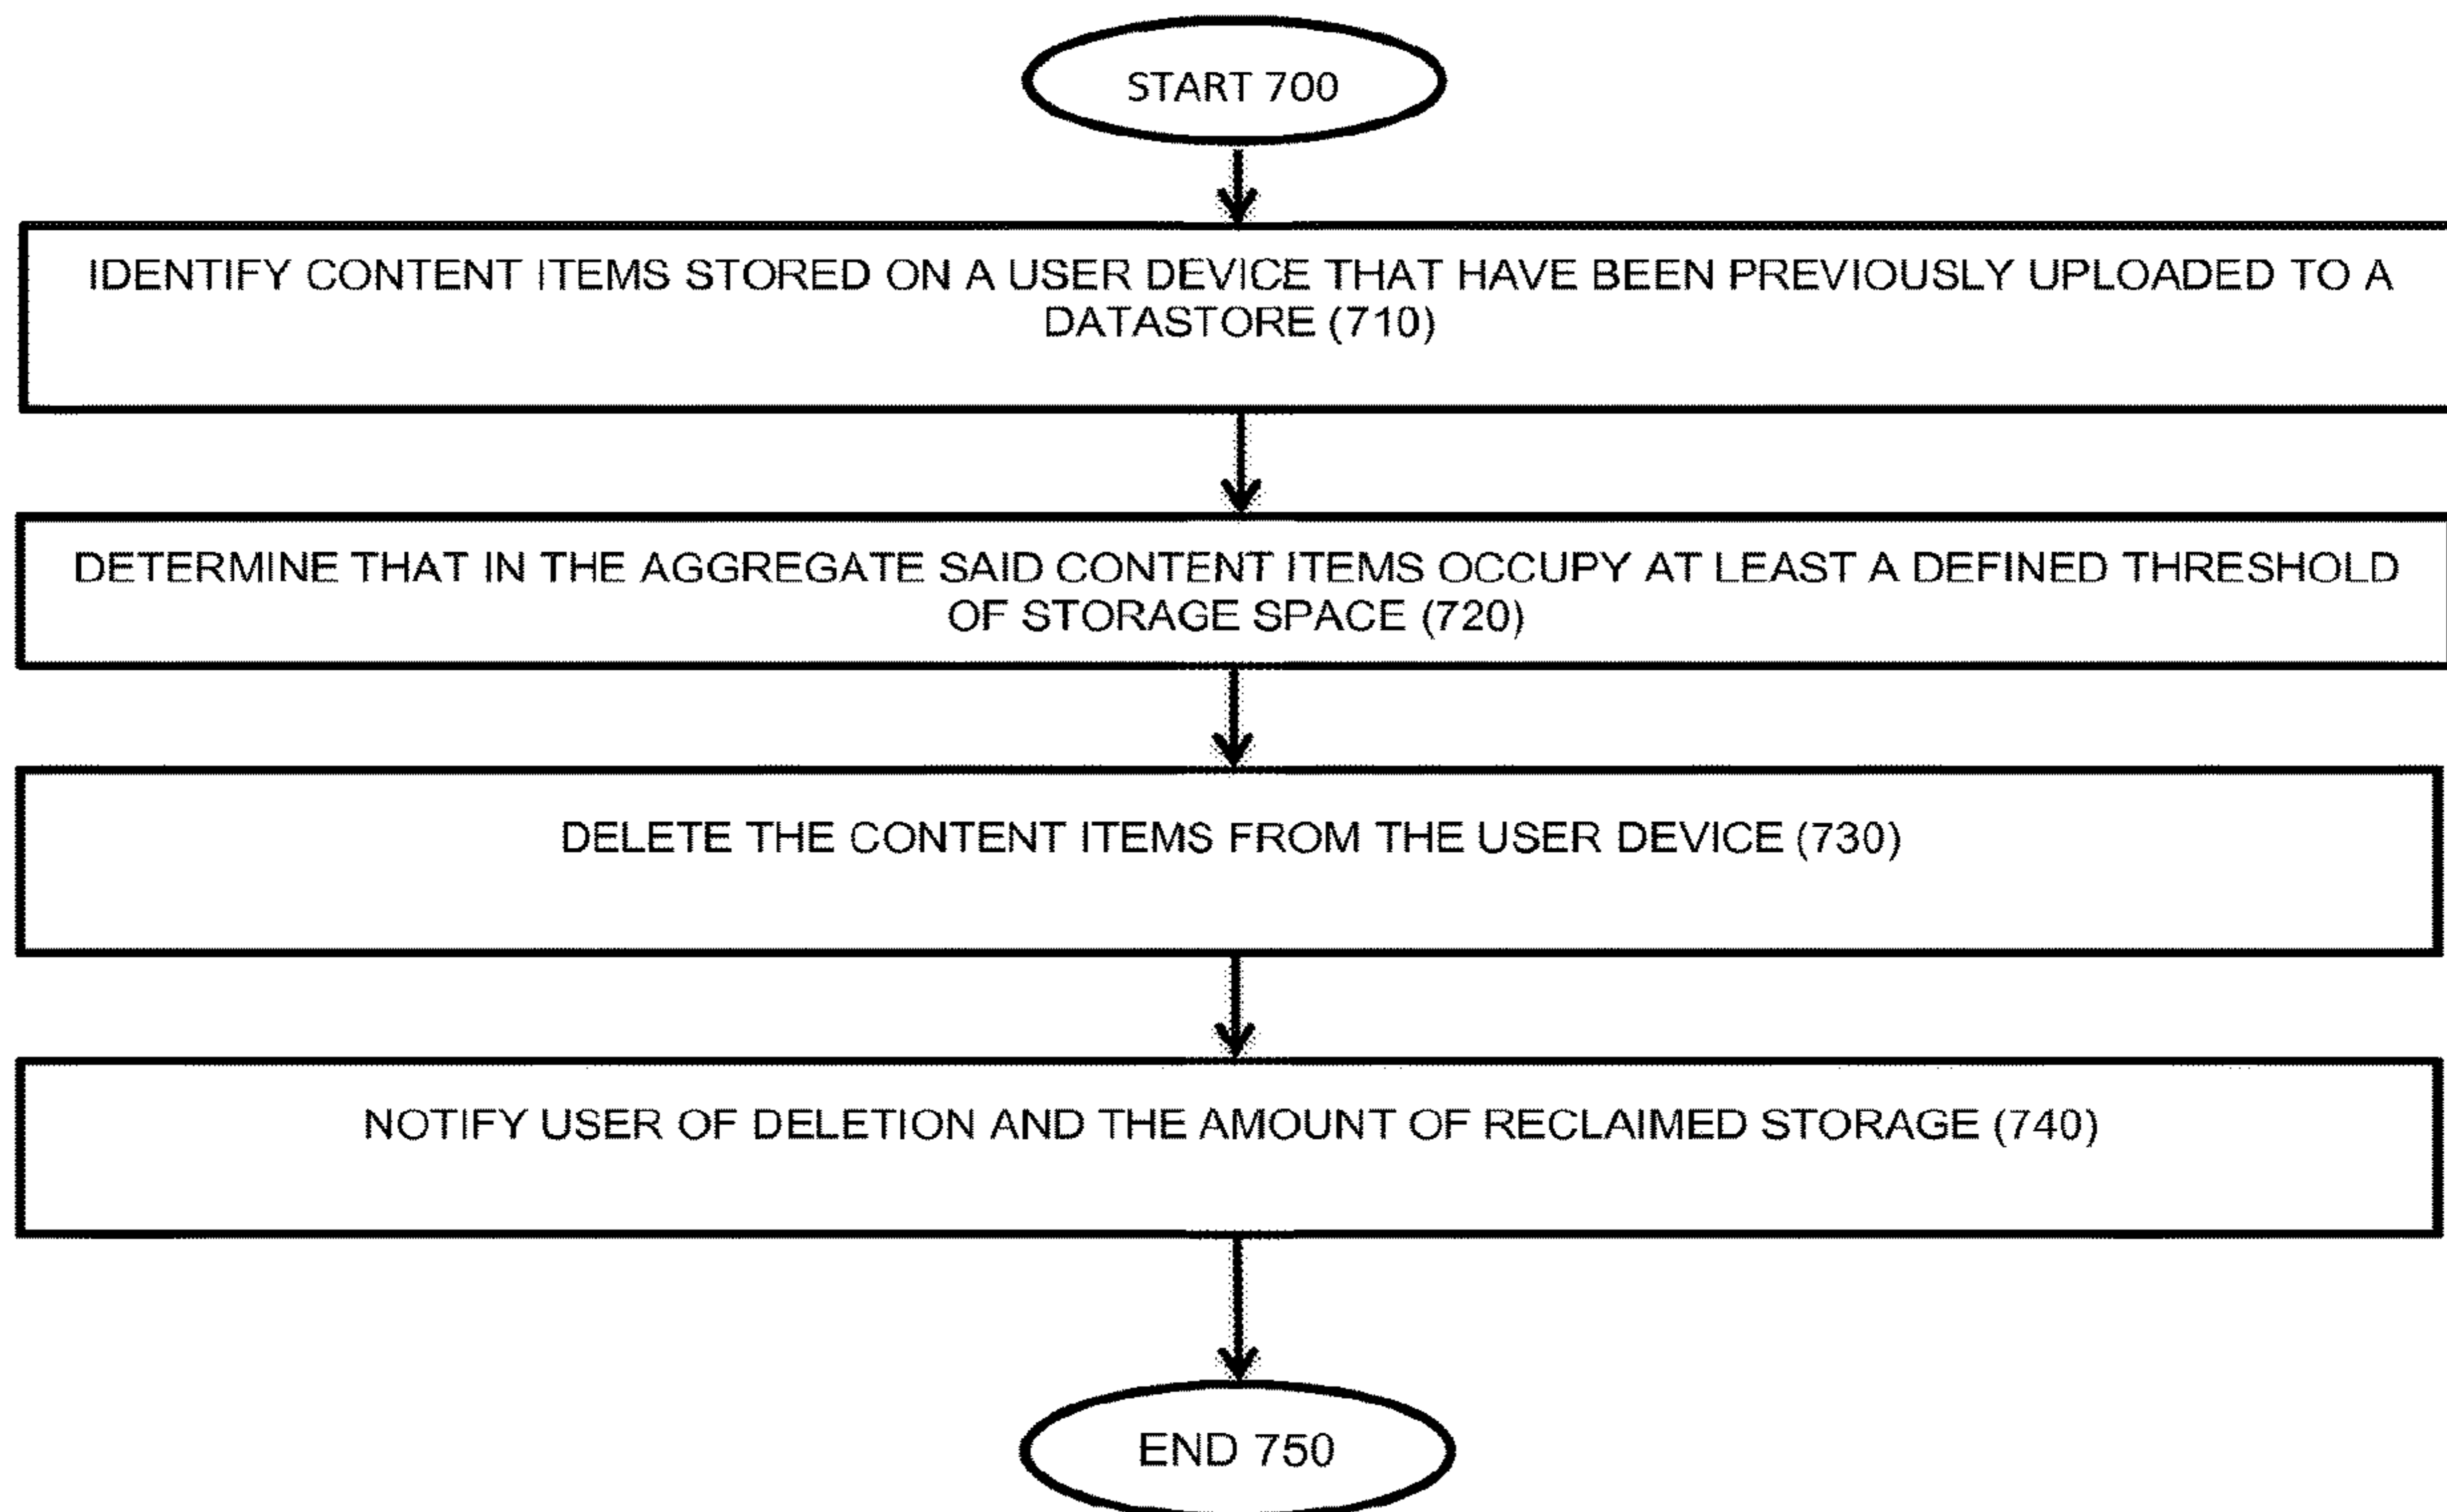 START 700
IDENTIFY CONTENT ITEMS STORED ON A USER DEVICE THAT HAVE BEEN PREVIOUSLY UPLOADED TO A
DATASTORE (710)
DETERMINE THAT IN THE AGGREGATE SAID CONTENT ITEMS OCCUPY AT LEAST A DEFINED THRESHOLD
OF STORAGE SPACE (720)
DELETE THE CONTENT ITEMS FROM THE USER DEVICE (730)
NOTIFY USER OF DELETION AND THE AMOUNT OF RECLAIMED STORAGE (740)
END 750